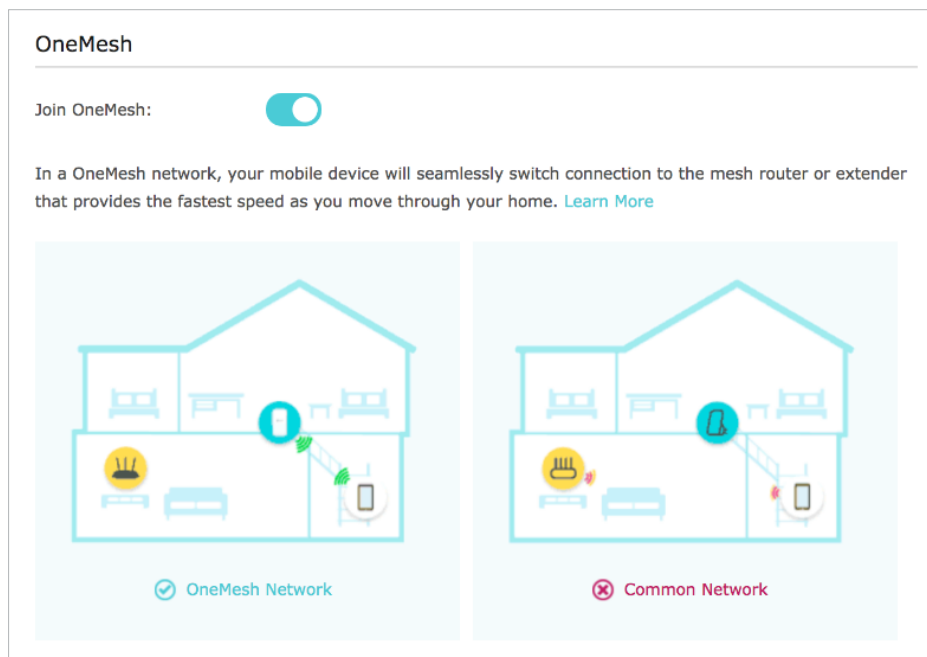 OneMesh
Join OneMesh:
In a OneMesh network, your mobile device will seamlessly switch connection to the mesh router or extender
that provides the fastest speed as you move through your home. Learn More
OneMesh Network
Common Network